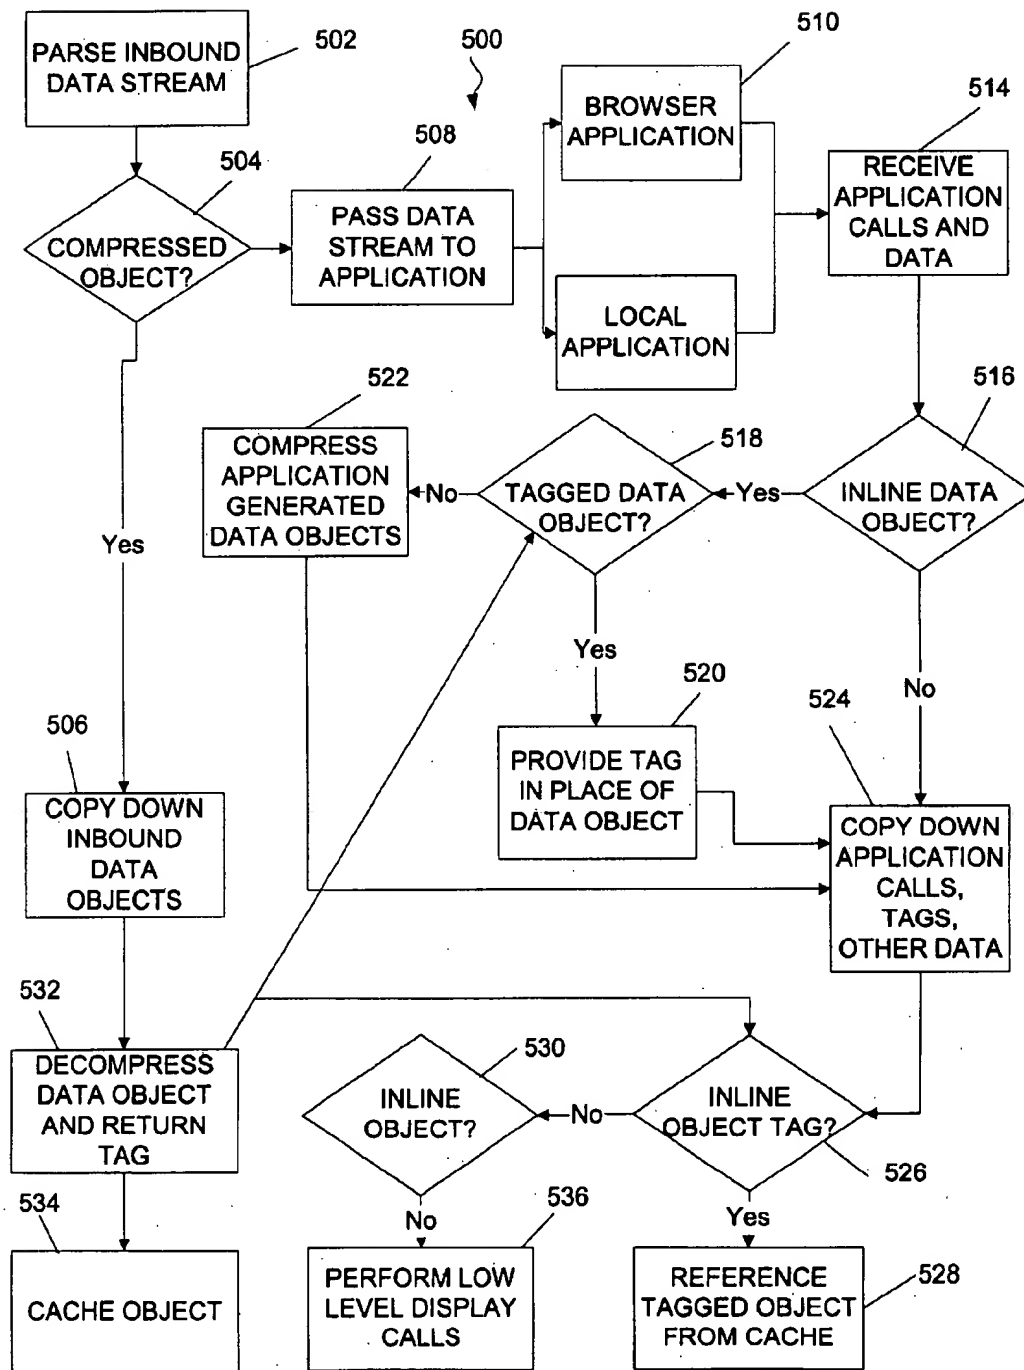 PARSE INBOUND
DATA STREAM
502
500
510
BROWSER
APPLICATION
514
504
508
COMPRESSED
OBJECT?
PASS DATA
STREAM TO
APPLICATION
RECEIVE
APPLICATION
CALLS AND
DATA
LOCAL
APPLICATION
522
518
516
COMPRESS
APPLICATION
GENERATED
DATA OBJECTS
No
TAGGED DATA
OBJECT?
Yes
INLINE DATA
OBJECT?
Yes
Yes
No
506
520
524
COPY DOWN
INBOUND
DATA
OBJECTS
PROVIDE TAG
IN PLACE OF
DATA OBJECT
COPY DOWN
APPLICATION
CALLS,
TAGS,
OTHER DATA
532
530
DECOMPRESS
DATA OBJECT
AND RETURN
TAG
INLINE
OBJECT?
No
INLINE
OBJECT TAG?
526
534
No
536
Yes
CACHE OBJECT
PERFORM LOW
LEVEL DISPLAY
CALLS
REFERENCE
TAGGED OBJECT
FROM CACHE
528